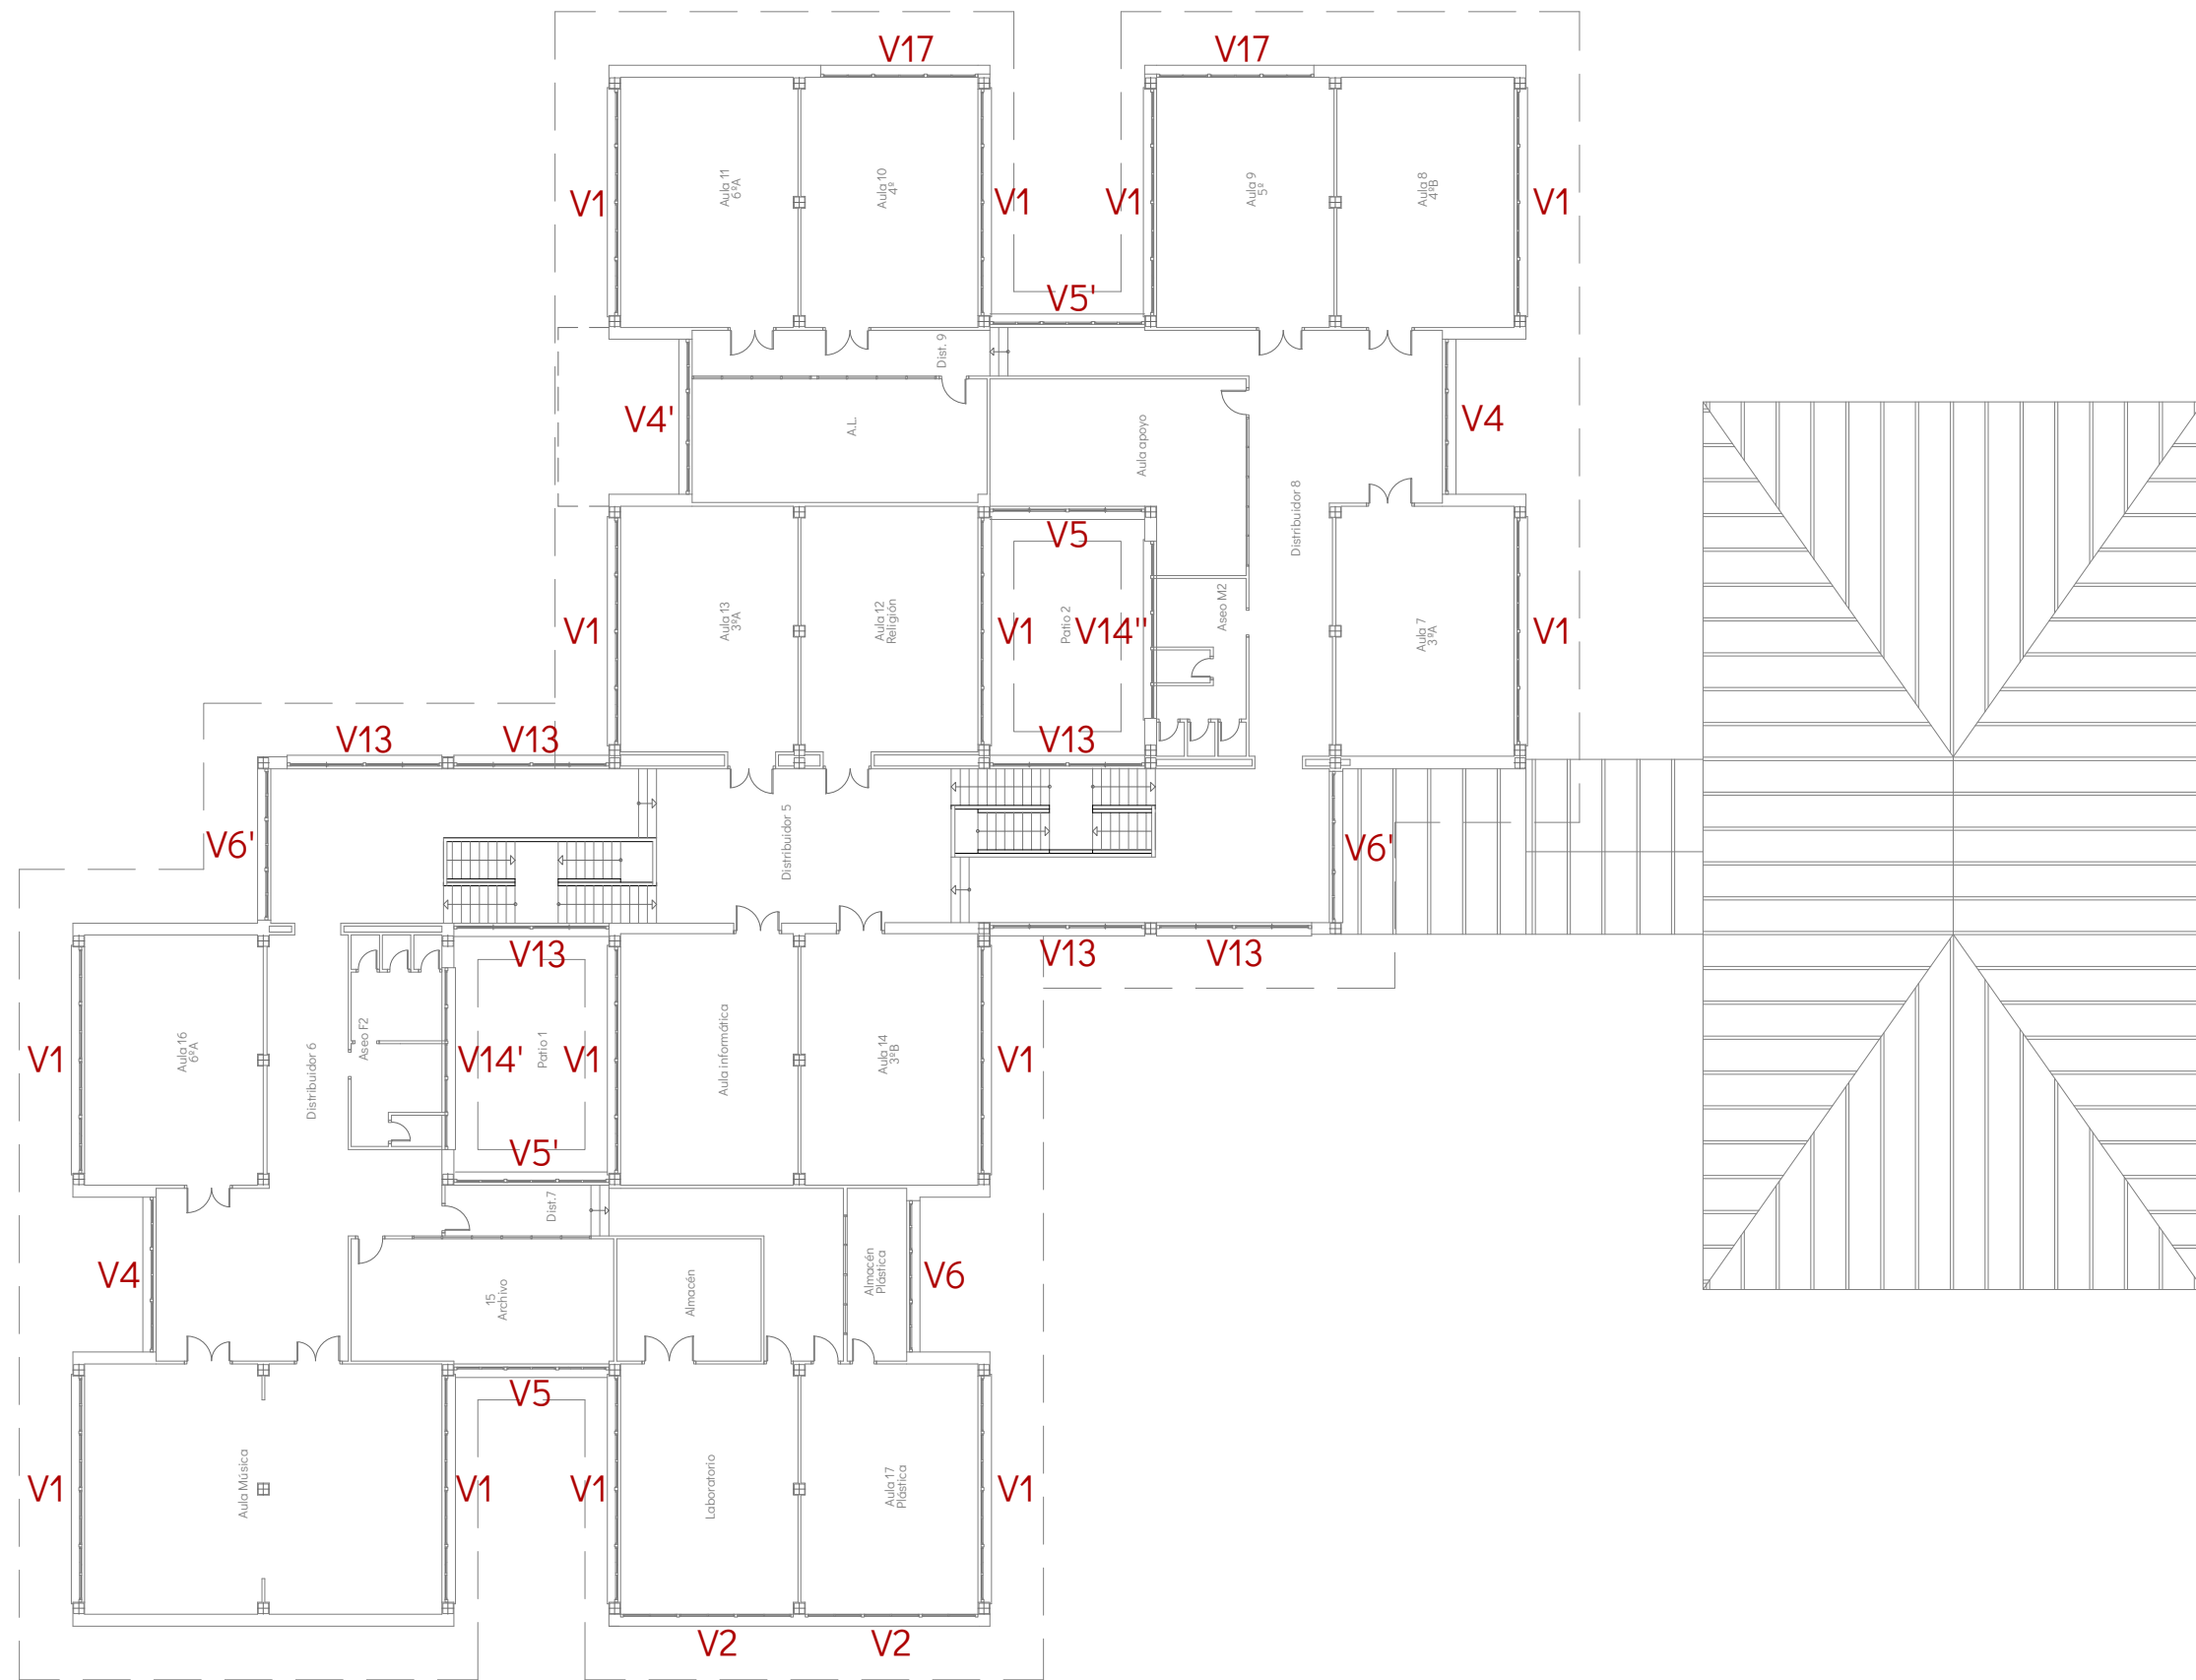 V17
V17
Aula 11
6ºA
Aula 10
4º
Aula 9
5º
Aula 8
4ºB
V1
V1
V1
V1
V5'
Dist. 9
V4'
A.L.
Aula apoyo
V4
Distribuidor 8
V5
Aula 13
3ºA
Aula 12
Religión
V1
V1
Patio 2
V14"
Aseo M2
Aula 7
3ºA
V1
V13
V13
V13
V6'
Distribuidor 5
V6'
V13
V13
V13
Aula 16
6ºA
Distribuidor 6
Aseo F2
V1
V14'
Patio 1
V1
Aula informática
Aula 14
3ºB
V1
V5'
Dist.7
V4
15
Archivo
Almacén
Almacén
Plástica
V6
V5
Aula Música
Laboratorio
Aula 17
Plástica
V1
V1
V1
V1
V2
V2